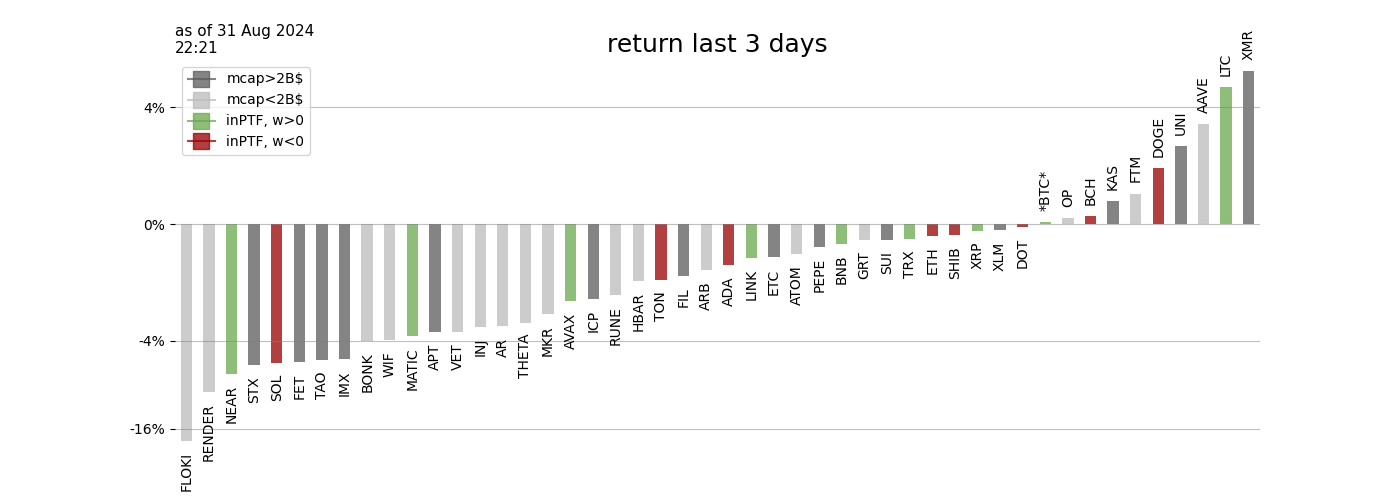 as of 31 Aug 2024
22:21
return last 3 days
mcap>2B$
mcap<2B$
inPTF, w>0
inPTF, w<0
4%
0%
-4%
-16%
FLOKI
RENDER
NEAR
STX
SOL
FET
TAO
IMX
BONK
WIF
MATIC
APT
VET
INJ
AR
THETA
MKR
AVAX
ICP
RUNE
HBAR
TON
FIL
ARB
ADA
LINK
ETC
ATOM
PEPE
BNB
GRT
SUI
TRX
ETH
SHIB
XRP
XLM
DOT
*BTC*
OP
BCH
KAS
FTM
DOGE
UNI
AAVE
LTC
XMR